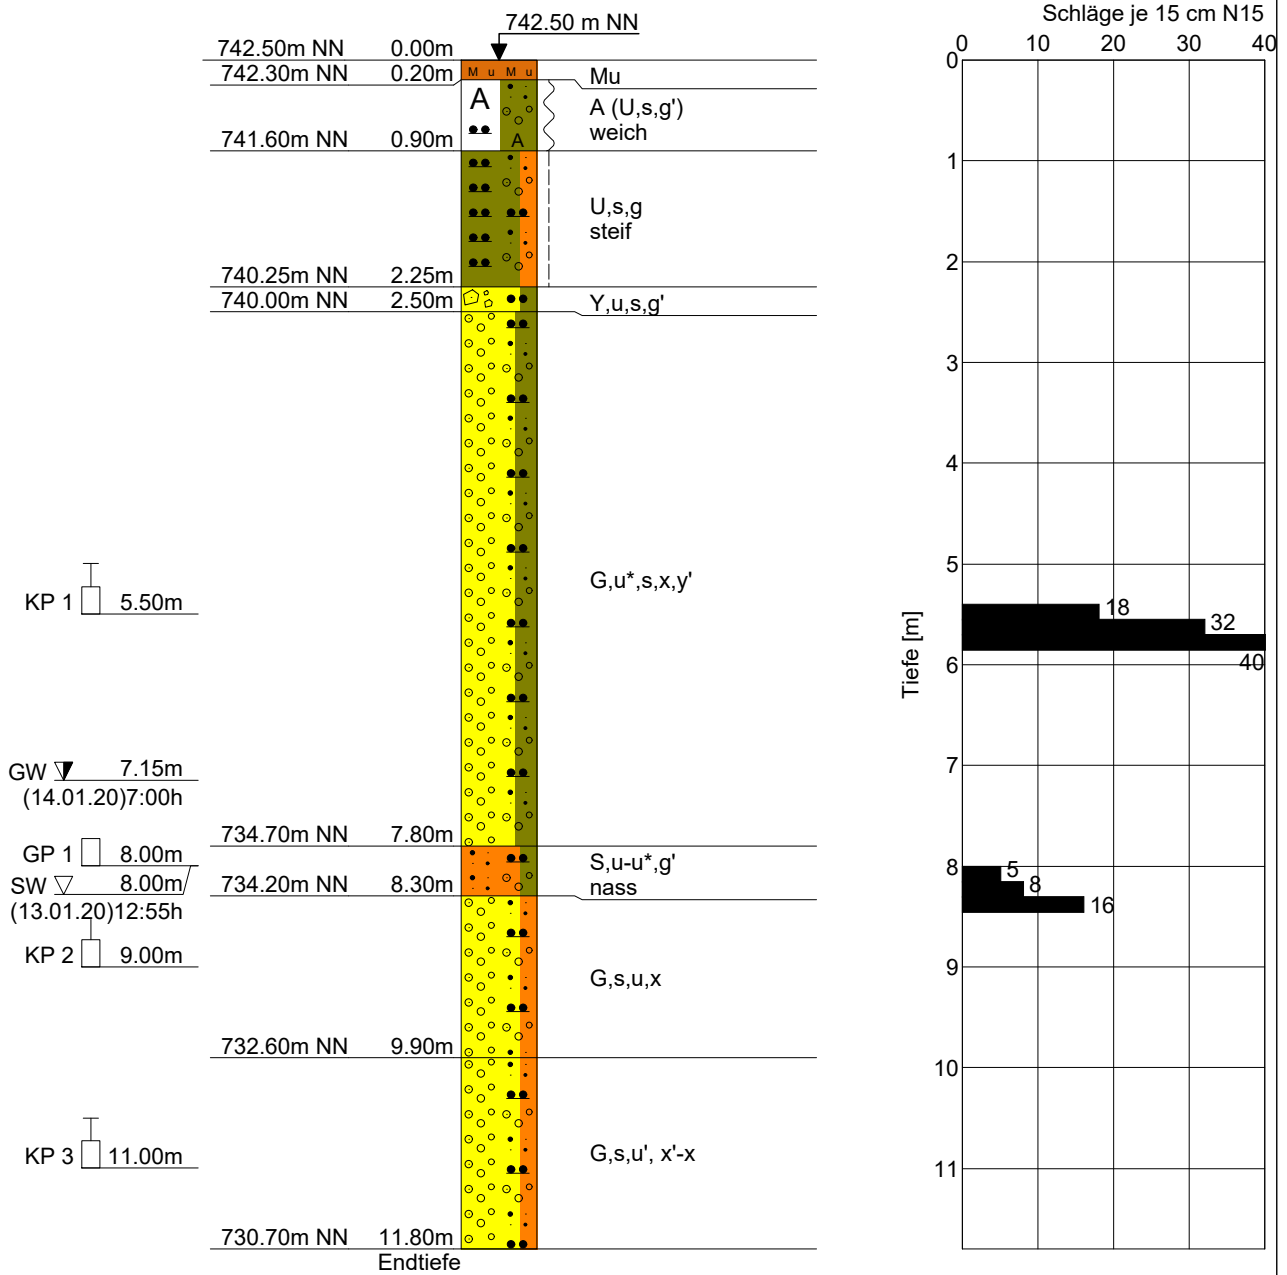 742.50 m NN
Schläge je 15 cm N15
0 10 20 30 40
742.50m NN 0.00m
742.30m NN 0.20m
M u M u
Mu
A
A (U,s,g')
weich
A
741.60m NN 0.90m
U,s,g
steif
740.25m NN 2.25m
740.00m NN 2.50m
Y,u,s,g'
G,u*,s,x,y'
KP 1 5.50m
GW 7.15m
(14.01.20)7:00h
734.70m NN 7.80m
GP 1 8.00m
S,u-u*,g'
nass
SW 8.00m
734.20m NN 8.30m
(13.01.20)12:55h
KP 2 9.00m
G,s,u,x
732.60m NN 9.90m
KP 3 11.00m
G,s,u', x'-x
730.70m NN 11.80m
Endtiefe
Tiefe [m]
0
1
2
3
4
5
6
7
8
9
10
11
18
32
40
5
8
16